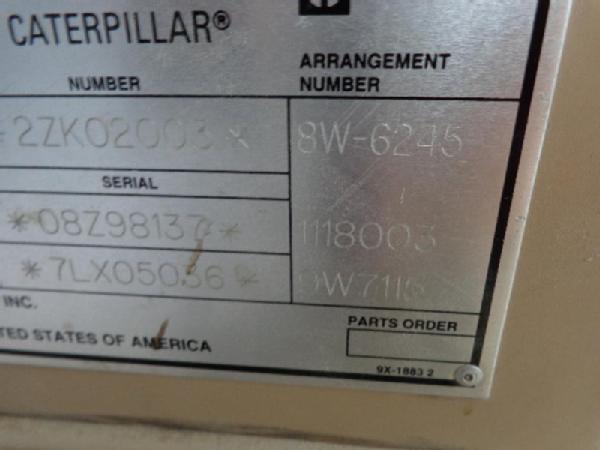 CATERPILLAR®
NUMBER
ARRANGEMENT
NUMBER
2ZK02003*
8W-6245
SERIAL
*08Z98137*
1118003
*7LX05036*
INC.
TED STATES OF AMERICA
PARTS ORDER
9X-1883 2